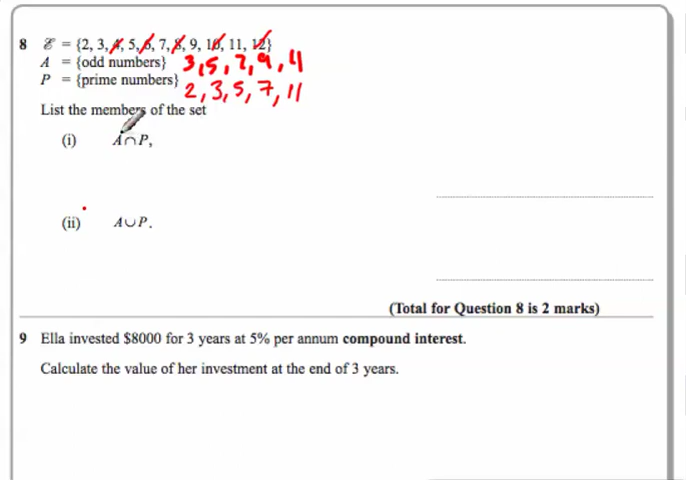 8 ℰ = {2, 3, 4, 5, 6, 7, 8, 9, 10, 11, 12}
A = {odd numbers} 3, 5, 7, 9, 11
P = {prime numbers} 2, 3, 5, 7, 11
List the members of the set
(i) A∩P,
(ii) A∪P.
(Total for Question 8 is 2 marks)
9 Ella invested $8000 for 3 years at 5% per annum compound interest.
Calculate the value of her investment at the end of 3 years.